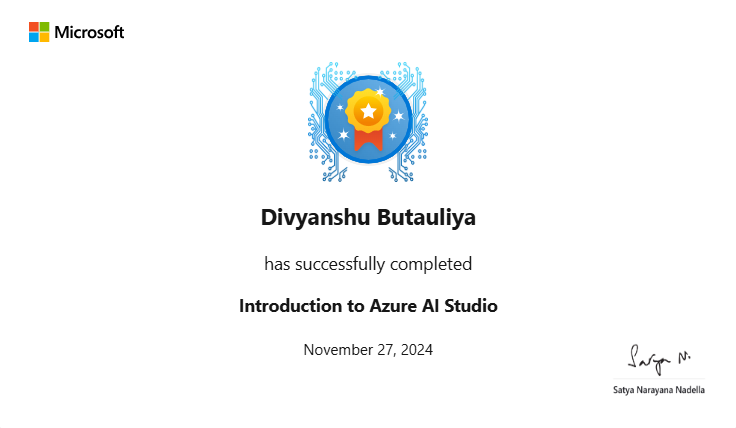 Microsoft
Divyanshu Butauliya
has successfully completed
Introduction to Azure AI Studio
November 27, 2024
Satya N.
Satya Narayana Nadella